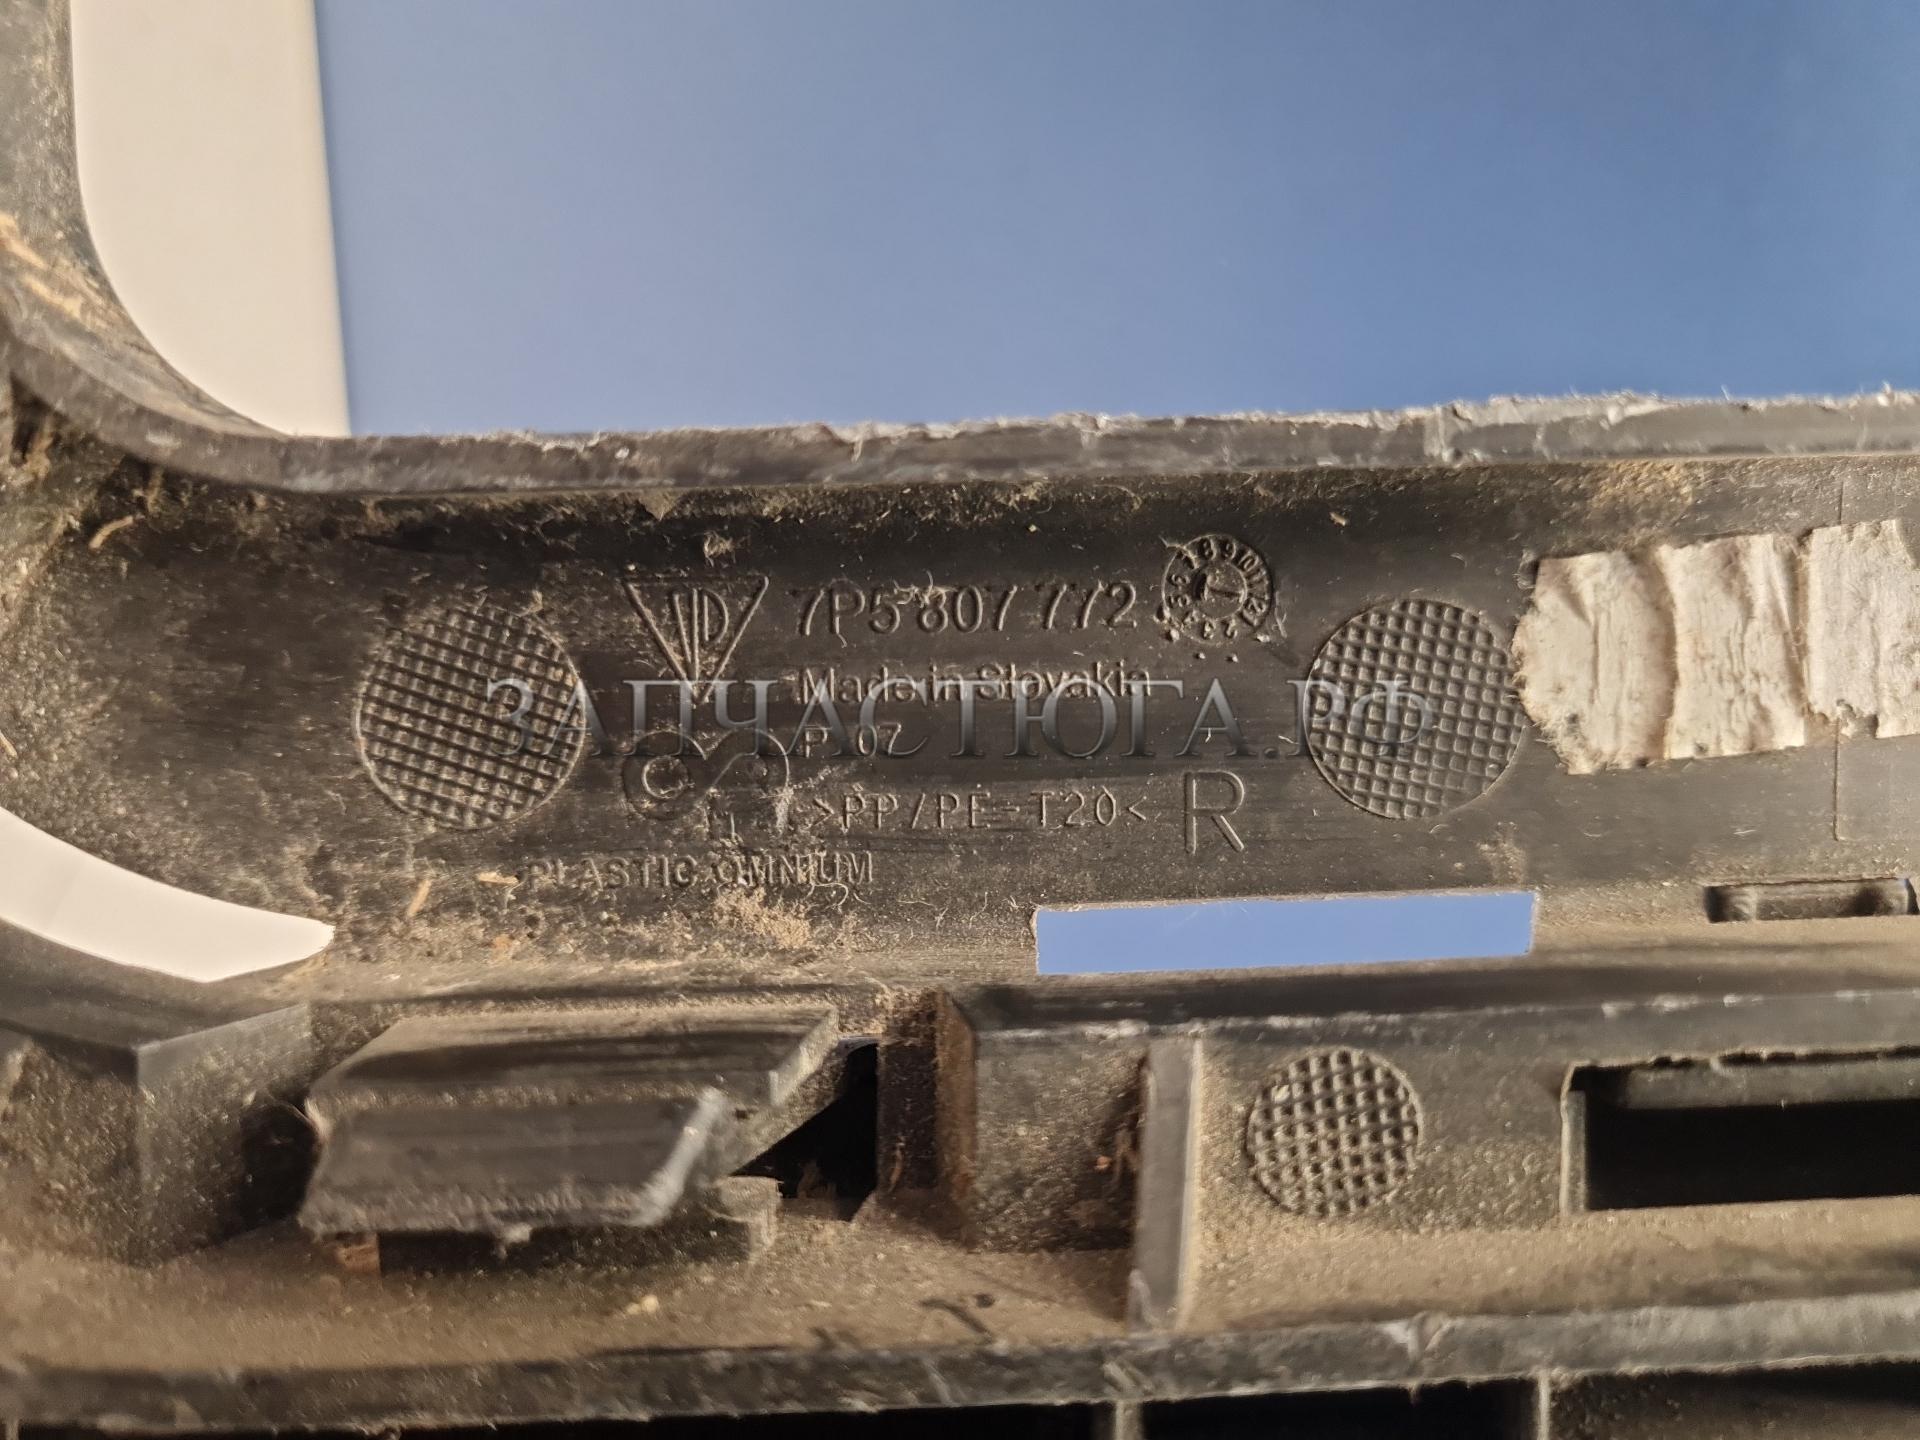 7P5 807 772
Made in Slovakia
ЗАПЧАСТЮГА.РФ
P 07
>PP/PE-T20<
R
PLASTIC OMNIUM